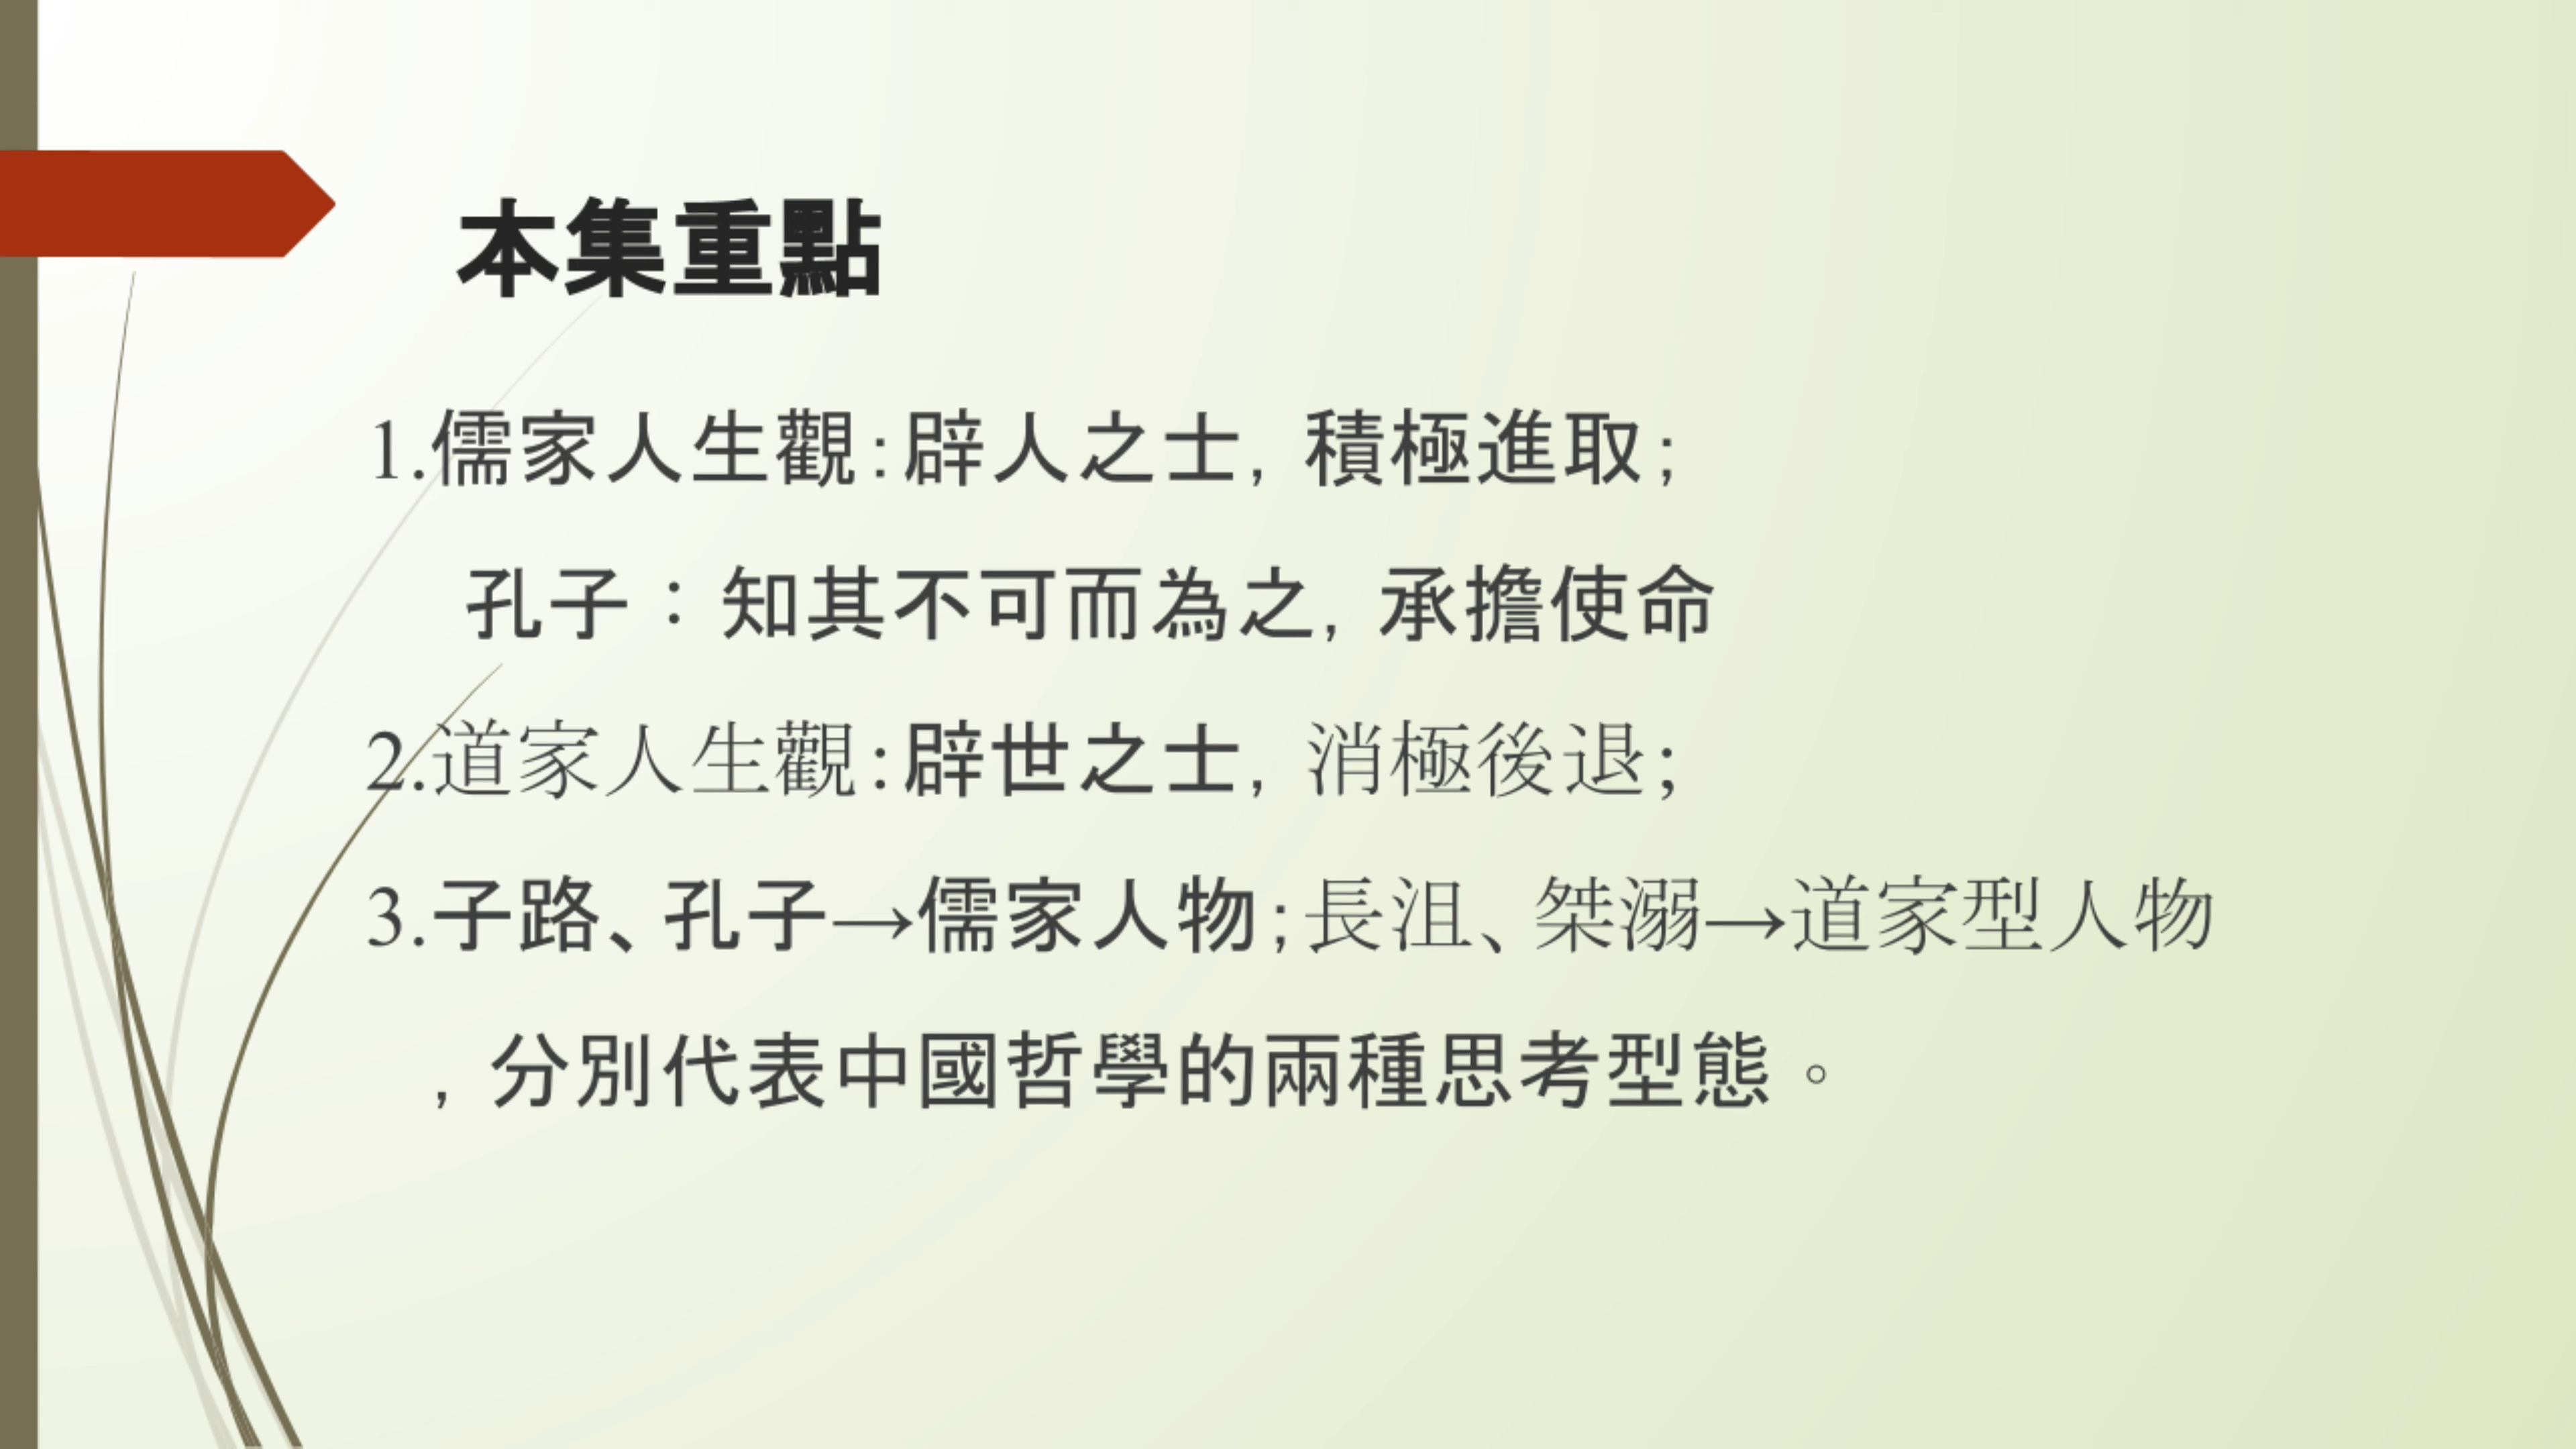 本集重點
1.儒家人生觀:辟人之士, 積極進取;
孔子：知其不可而為之, 承擔使命
2.道家人生觀:辟世之士, 消極後退;
3.子路、孔子→儒家人物;長沮、桀溺→道家型人物
, 分別代表中國哲學的兩種思考型態。